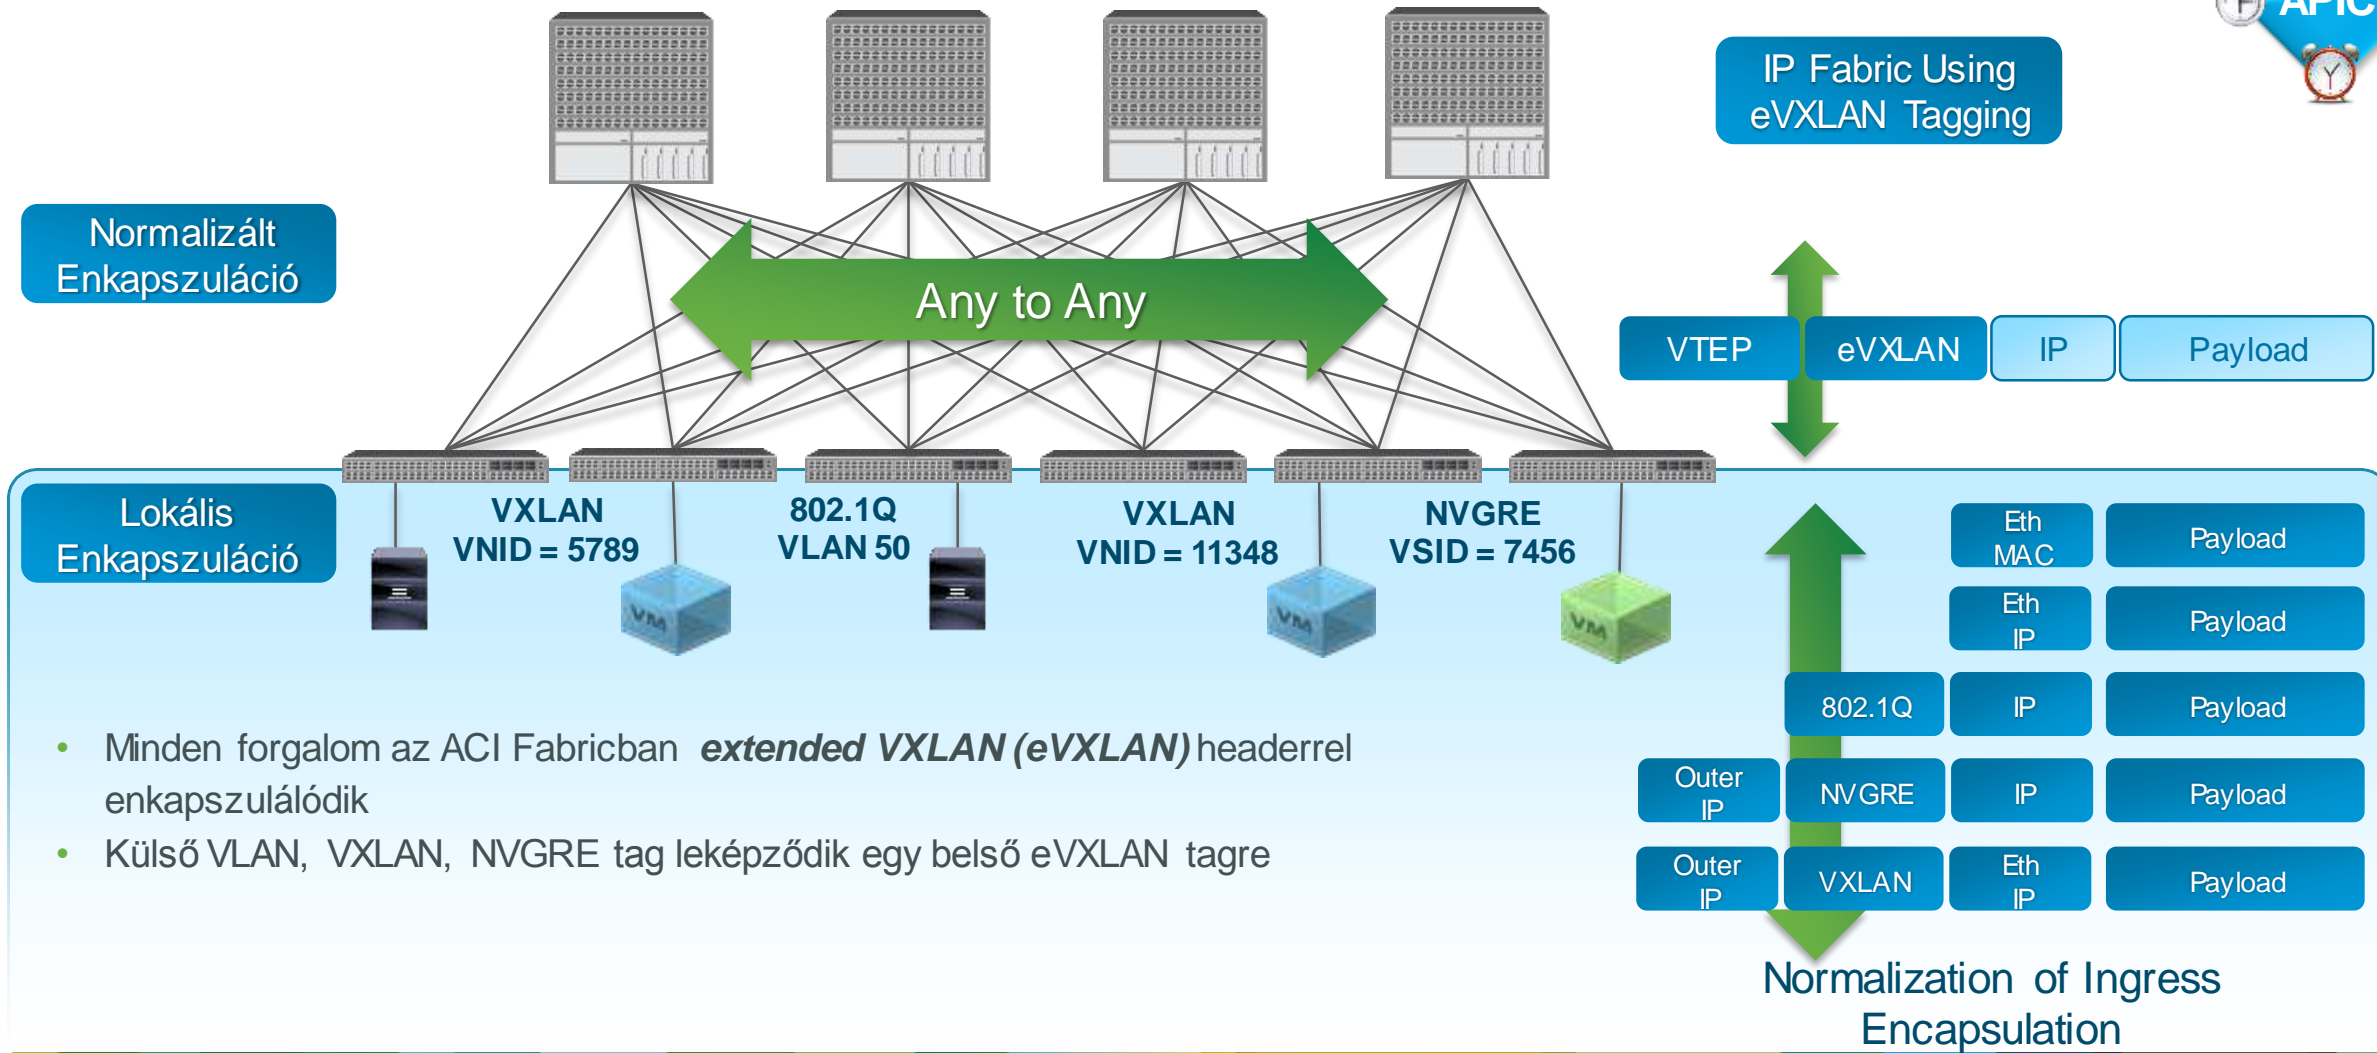 APIC
IP Fabric Using
eVXLAN Tagging
Normalizált
Enkapszuláció
Any to Any
VTEP eVXLAN IP Payload
Lokális
Enkapszuláció
VXLAN
VNID = 5789
802.1Q
VLAN 50
VXLAN
VNID = 11348
NVGRE
VSID = 7456
VM
VM
VM
Eth
MAC
Payload
Eth
IP
Payload
802.1Q IP Payload
Outer
IP
NVGRE IP Payload
Outer
IP
VXLAN
Eth
IP
Payload
• Minden forgalom az ACI Fabricban extended VXLAN (eVXLAN) headerrel
enkapszulálódik
• Külső VLAN, VXLAN, NVGRE tag leképződik egy belső eVXLAN tagre
Normalization of Ingress
Encapsulation